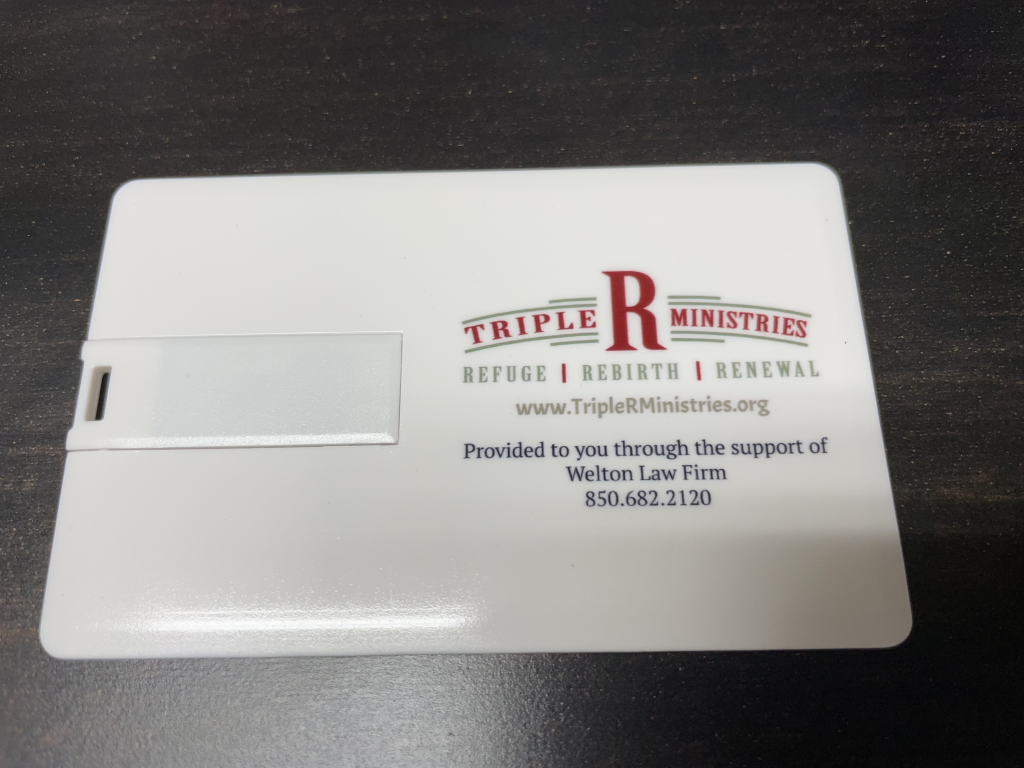 TRIPLE R MINISTRIES
REFUGE | REBIRTH | RENEWAL
www.TripleRMinistries.org
Provided to you through the support of
Welton Law Firm
850.682.2120